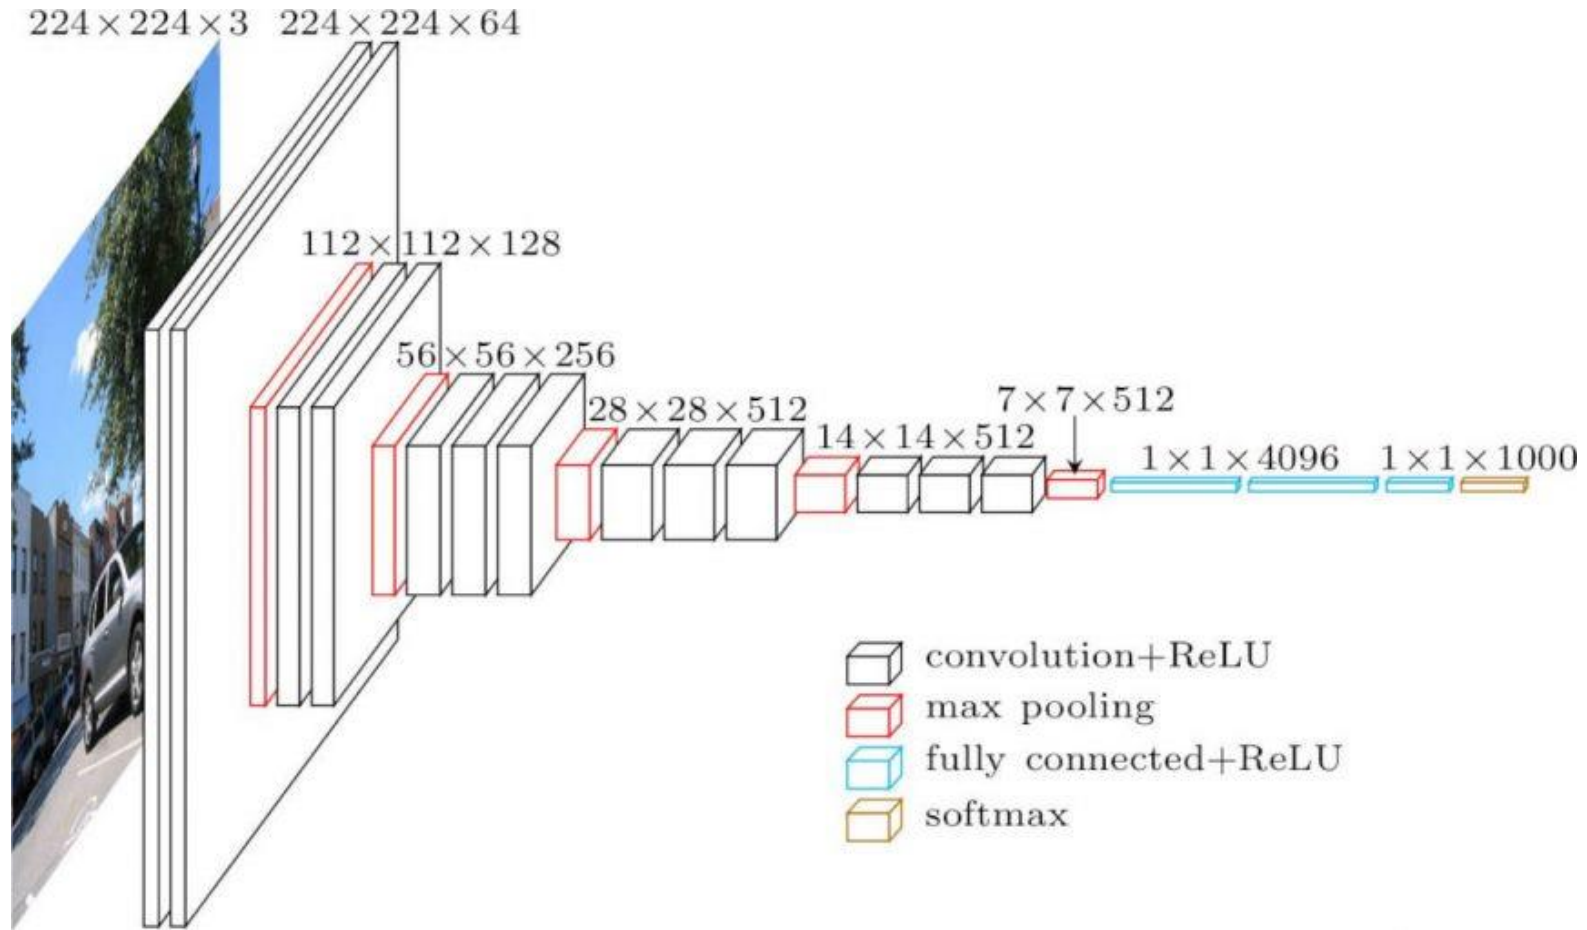 224×224×3
224×224×64
112×112×128
56×56×256
28×28×512
14×14×512
7×7×512
1×1×4096
1×1×1000
convolution+ReLU
max pooling
fully connected+ReLU
softmax